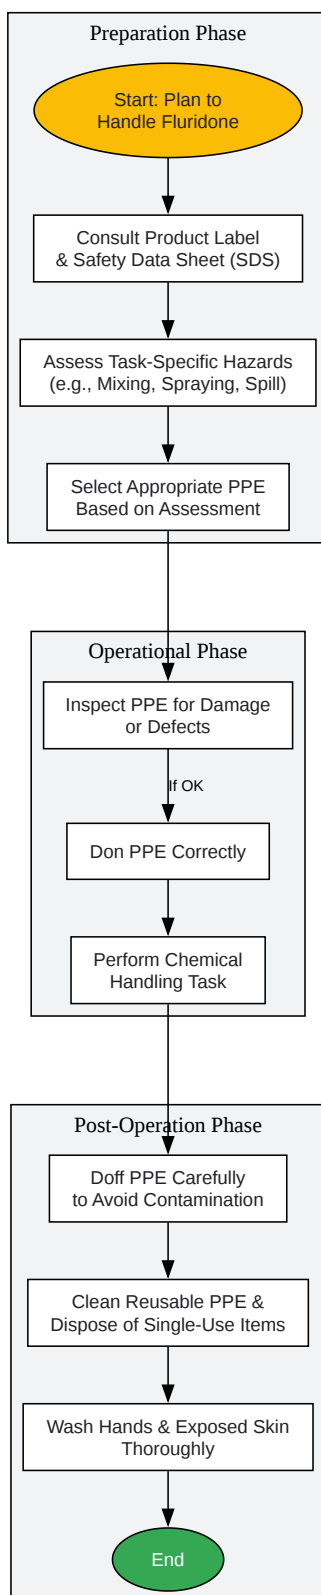 Preparation Phase
Start: Plan to
Handle Fluridone
Consult Product Label
& Safety Data Sheet (SDS)
Assess Task-Specific Hazards
(e.g., Mixing, Spraying, Spill)
Select Appropriate PPE
Based on Assessment
Operational Phase
Inspect PPE for Damage
or Defects
If OK
Don PPE Correctly
Perform Chemical
Handling Task
Post-Operation Phase
Doff PPE Carefully
to Avoid Contamination
Clean Reusable PPE &
Dispose of Single-Use Items
Wash Hands & Exposed Skin
Thoroughly
End